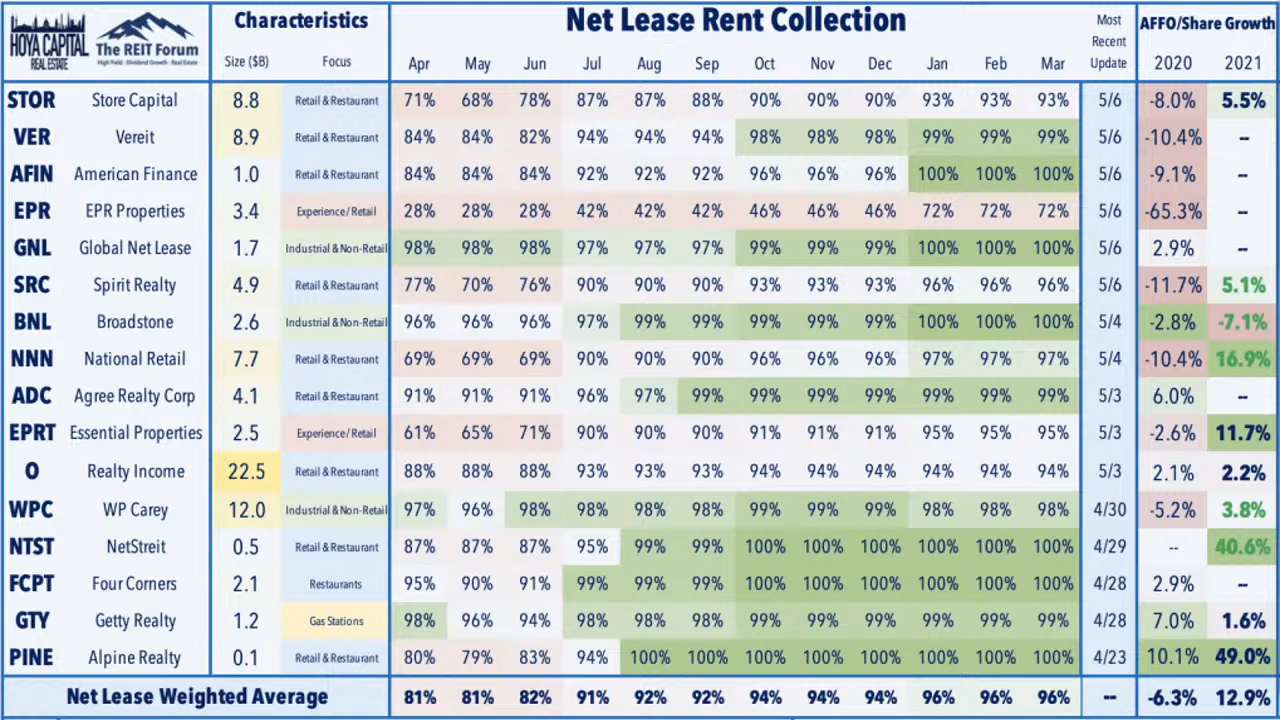 HOYA CAPITAL
REAL ESTATE
The REIT Forum
High Yield · Dividend Growth · Real Estate
Characteristics
Net Lease Rent Collection
Most Recent Update
AFFO/Share Growth
Size ($B) Focus Apr May Jun Jul Aug Sep Oct Nov Dec Jan Feb Mar 2020 2021
STOR Store Capital 8.8 Retail & Restaurant 71% 68% 78% 87% 87% 88% 90% 90% 90% 93% 93% 93% 5/6 -8.0% 5.5%
VER Vereit 8.9 Retail & Restaurant 84% 84% 82% 94% 94% 94% 98% 98% 98% 99% 99% 99% 5/6 -10.4% --
AFIN American Finance 1.0 Retail & Restaurant 84% 84% 84% 92% 92% 92% 96% 96% 96% 100% 100% 100% 5/6 -9.1% --
EPR EPR Properties 3.4 Experience / Retail 28% 28% 28% 42% 42% 42% 46% 46% 46% 72% 72% 72% 5/6 -65.3% --
GNL Global Net Lease 1.7 Industrial & Non-Retail 98% 98% 98% 97% 97% 97% 99% 99% 99% 100% 100% 100% 5/6 2.9% --
SRC Spirit Realty 4.9 Retail & Restaurant 77% 70% 76% 90% 90% 90% 93% 93% 93% 96% 96% 96% 5/6 -11.7% 5.1%
BNL Broadstone 2.6 Industrial & Non-Retail 96% 96% 96% 97% 99% 99% 99% 99% 99% 100% 100% 100% 5/4 -2.8% -7.1%
NNN National Retail 7.7 Retail & Restaurant 69% 69% 69% 90% 90% 90% 96% 96% 96% 97% 97% 97% 5/4 -10.4% 16.9%
ADC Agree Realty Corp 4.1 Retail & Restaurant 91% 91% 91% 96% 97% 99% 99% 99% 99% 99% 99% 99% 5/3 6.0% --
EPRT Essential Properties 2.5 Experience / Retail 61% 65% 71% 90% 90% 90% 91% 91% 91% 95% 95% 95% 5/3 -2.6% 11.7%
O Realty Income 22.5 Retail & Restaurant 88% 88% 88% 93% 93% 93% 94% 94% 94% 94% 94% 94% 5/3 2.1% 2.2%
WPC WP Carey 12.0 Industrial & Non-Retail 97% 96% 98% 98% 98% 98% 99% 99% 99% 98% 98% 98% 4/30 -5.2% 3.8%
NTST NetStreit 0.5 Retail & Restaurant 87% 87% 87% 95% 99% 99% 100% 100% 100% 100% 100% 100% 4/29 -- 40.6%
FCPT Four Corners 2.1 Restaurants 95% 90% 91% 99% 99% 99% 100% 100% 100% 100% 100% 100% 4/28 2.9% --
GTY Getty Realty 1.2 Gas Stations 98% 96% 94% 98% 98% 98% 99% 99% 99% 99% 99% 99% 4/28 7.0% 1.6%
PINE Alpine Realty 0.1 Retail & Restaurant 80% 79% 83% 94% 100% 100% 100% 100% 100% 100% 100% 100% 4/23 10.1% 49.0%
Net Lease Weighted Average 81% 81% 82% 91% 92% 92% 94% 94% 94% 96% 96% 96% -- -6.3% 12.9%